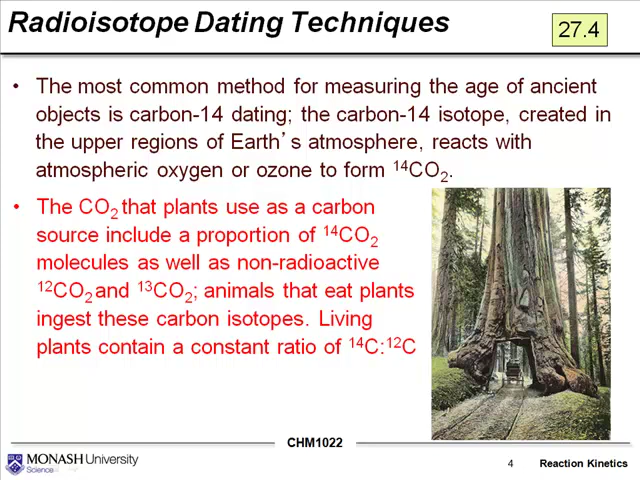 Radioisotope Dating Techniques
27.4
• The most common method for measuring the age of ancient
objects is carbon-14 dating; the carbon-14 isotope, created in
the upper regions of Earth’s atmosphere, reacts with
atmospheric oxygen or ozone to form ¹⁴CO₂.
• The CO₂ that plants use as a carbon
source include a proportion of ¹⁴CO₂
molecules as well as non-radioactive
¹²CO₂ and ¹³CO₂; animals that eat plants
ingest these carbon isotopes. Living
plants contain a constant ratio of ¹⁴C:¹²C
CHM1022
MONASH University
Science
4 Reaction Kinetics